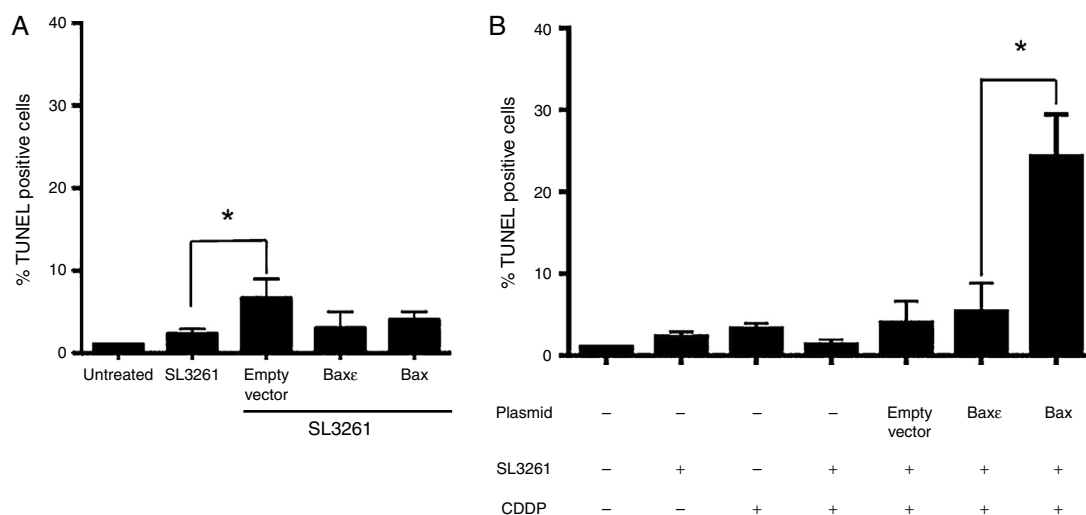 A
% TUNEL positive cells
40
30
20
10
0
*
Untreated SL3261 Empty vector Baxε Bax
SL3261
B
% TUNEL positive cells
40
30
20
10
0
*
Plasmid – – – – Empty vector Baxε Bax
SL3261 – + – + + + +
CDDP – – + + + + +